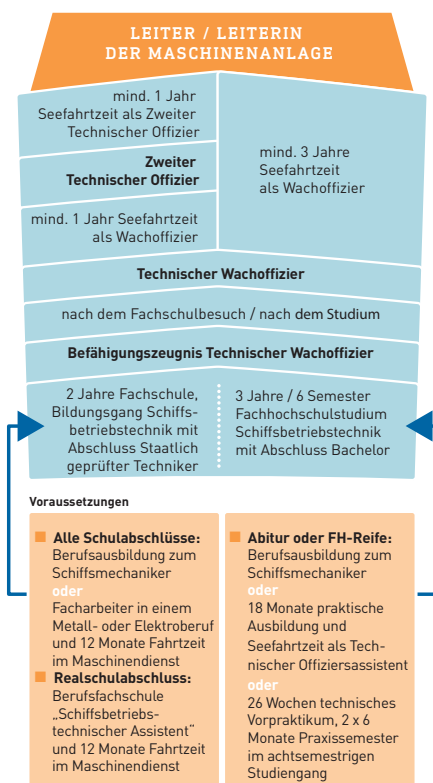 LEITER / LEITERIN
DER MASCHINENANLAGE
mind. 1 Jahr
Seefahrtzeit als Zweiter
Technischer Offizier
Zweiter
Technischer Offizier
mind. 1 Jahr Seefahrtzeit
als Wachoffizier
mind. 3 Jahre
Seefahrtzeit
als Wachoffizier
Technischer Wachoffizier
nach dem Fachschulbesuch / nach dem Studium
Befähigungszeugnis Technischer Wachoffizier
2 Jahre Fachschule,
Bildungsgang Schiffs-
betriebstechnik mit
Abschluss Staatlich
geprüfter Techniker
3 Jahre / 6 Semester
Fachhochschulstudium
Schiffsbetriebstechnik
mit Abschluss Bachelor
Voraussetzungen
Alle Schulabschlüsse:
Berufsausbildung zum
Schiffsmechaniker
oder
Facharbeiter in einem
Metall- oder Elektroberuf
und 12 Monate Fahrtzeit
im Maschinendienst
Realschulabschluss:
Berufsfachschule
„Schiffsbetriebs-
technischer Assistent“
und 12 Monate Fahrtzeit
im Maschinendienst
Abitur oder FH-Reife:
Berufsausbildung zum
Schiffsmechaniker
oder
18 Monate praktische
Ausbildung und
Seefahrtzeit als Tech-
nischer Offiziersassistent
oder
26 Wochen technisches
Vorpraktikum, 2 x 6
Monate Praxissemester
im achtsemestrigen
Studiengang